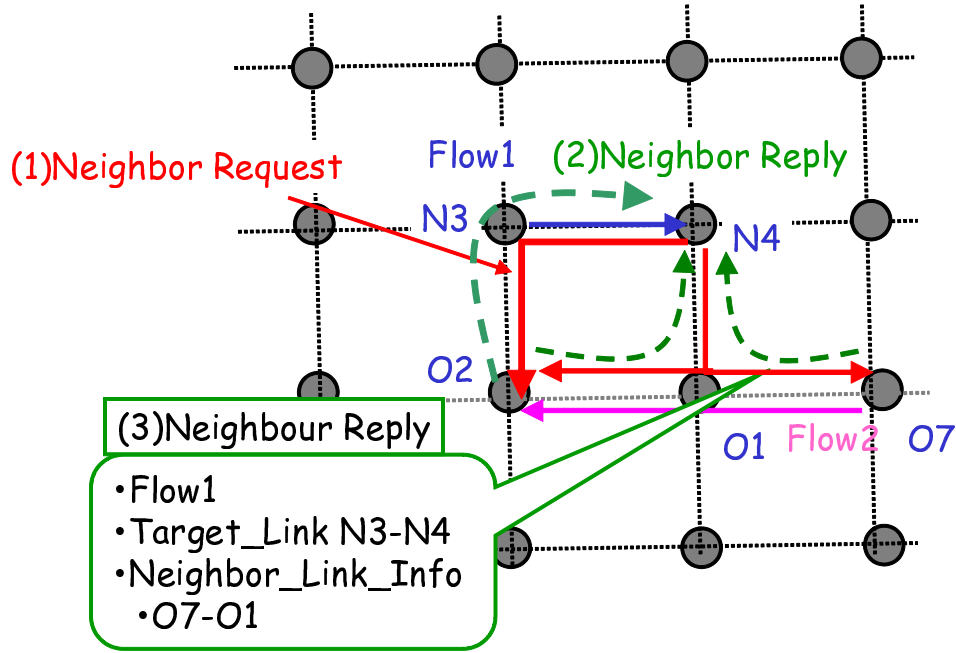 (1)Neighbor Request
Flow1
(2)Neighbor Reply
N3
N4
O2
(3)Neighbour Reply
O1
Flow2
O7
•Flow1
•Target_Link N3-N4
•Neighbor_Link_Info
•O7-O1